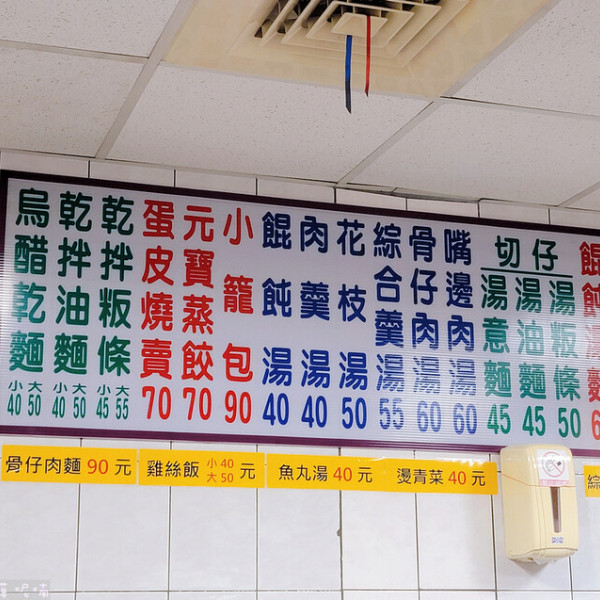 烏醋乾麵 小40 大50
乾拌油麵 小40 大50
乾拌粄條 小45 大55
蛋皮燒賣 70
元寶蒸餃 70
小籠包 90
餛飩湯 40
肉羹湯 40
花枝湯 50
綜合羹 55
骨仔肉 60
嘴邊肉 60
切仔
湯意麵 45
湯油麵 45
湯粄條 50
餛飩湯
骨仔肉麵 90 元
雞絲飯 小40 大50 元
魚丸湯 40 元
燙青菜 40 元
綜